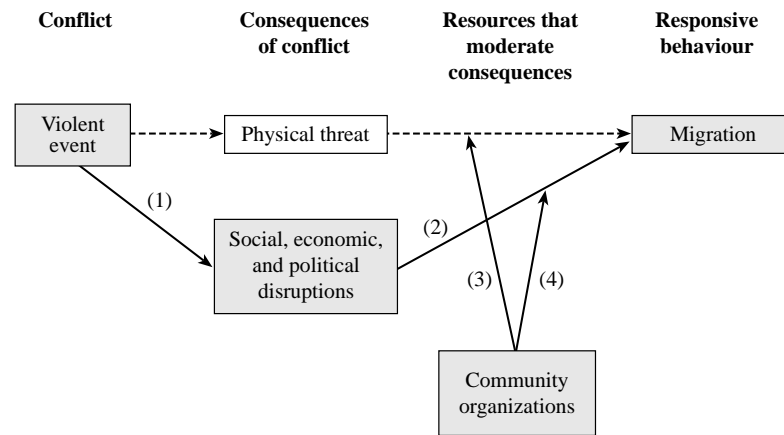 Conflict
Consequences
of conflict
Resources that
moderate
consequences
Responsive
behaviour
Violent
event
Physical threat
Migration
(1)
Social, economic,
and political
disruptions
(2)
(3)
(4)
Community
organizations